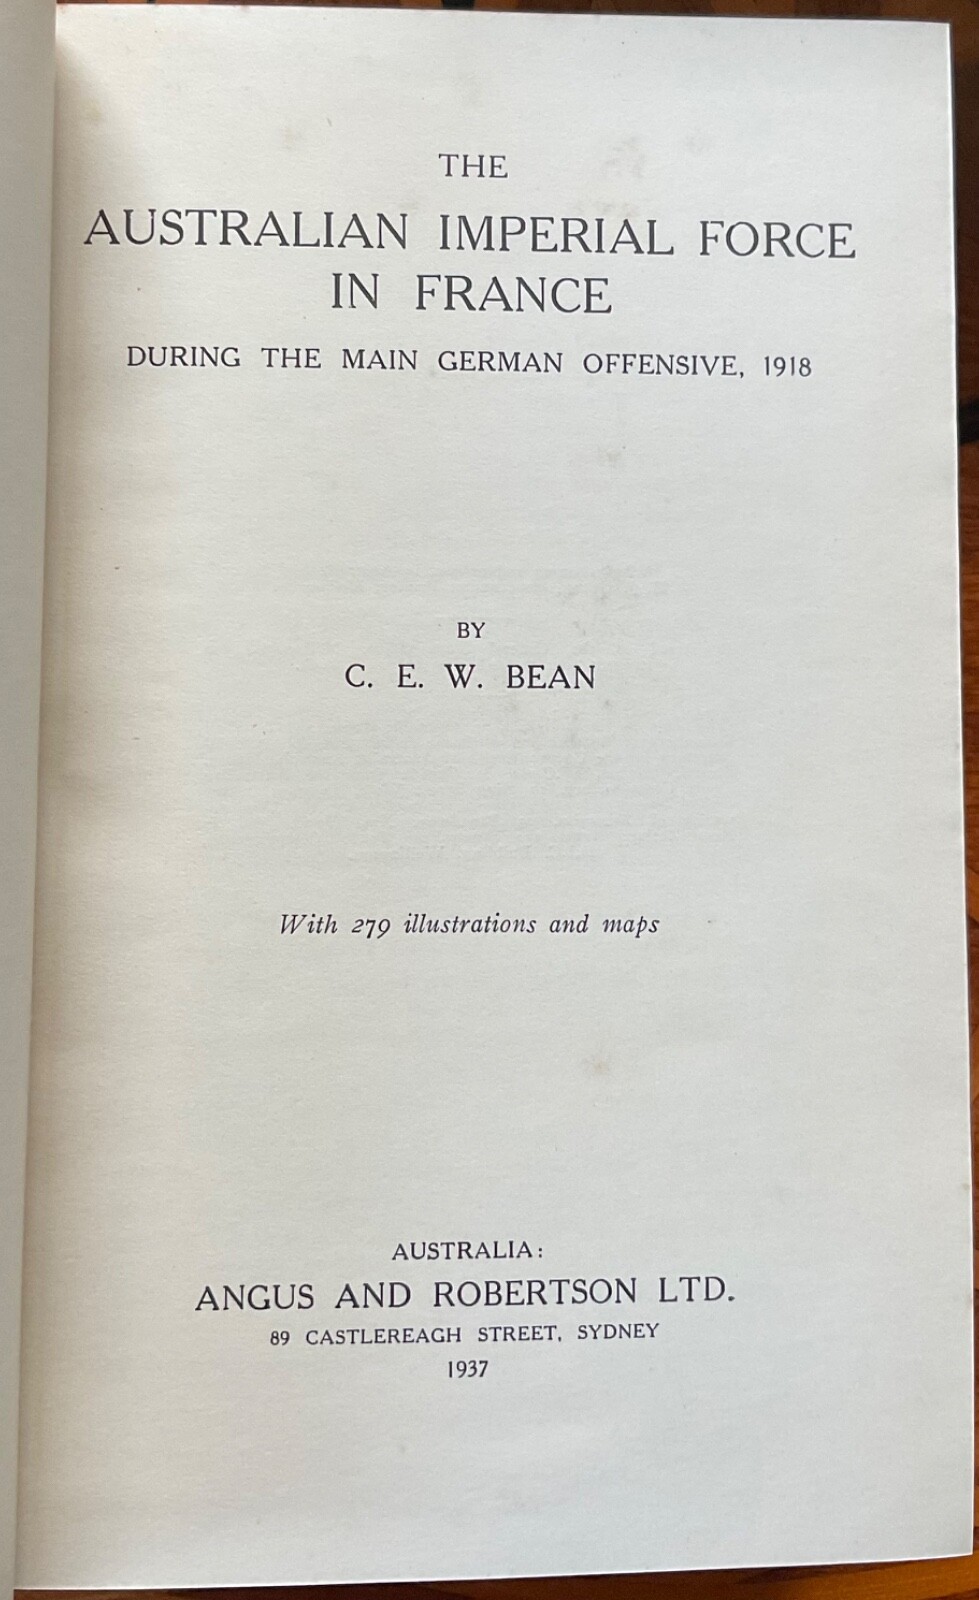 THE
AUSTRALIAN IMPERIAL FORCE
IN FRANCE
DURING THE MAIN GERMAN OFFENSIVE, 1918
BY
C. E. W. BEAN
With 279 illustrations and maps
AUSTRALIA:
ANGUS AND ROBERTSON LTD.
89 CASTLEREAGH STREET, SYDNEY
1937